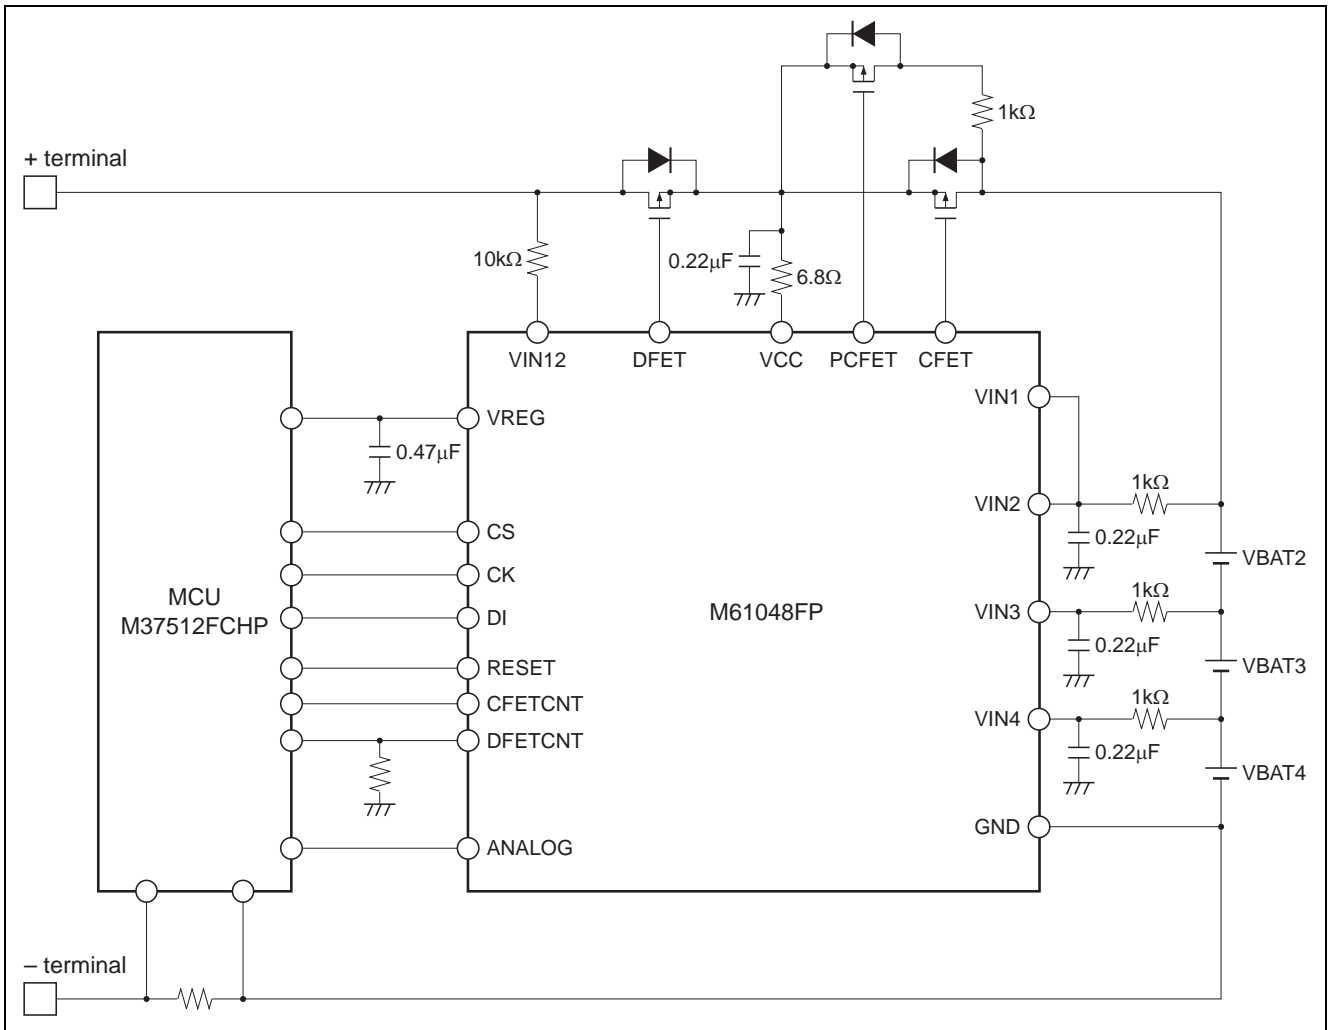 1kΩ
+ terminal
10kΩ
0.22μF
6.8Ω
VIN12
DFET
VCC
PCFET
CFET
VIN1
VREG
0.47μF
1kΩ
VIN2
0.22μF
CS
VBAT2
CK
1kΩ
MCU
M37512FCHP
M61048FP
VIN3
DI
0.22μF
RESET
VBAT3
1kΩ
CFETCNT
VIN4
DFETCNT
0.22μF
VBAT4
GND
ANALOG
– terminal